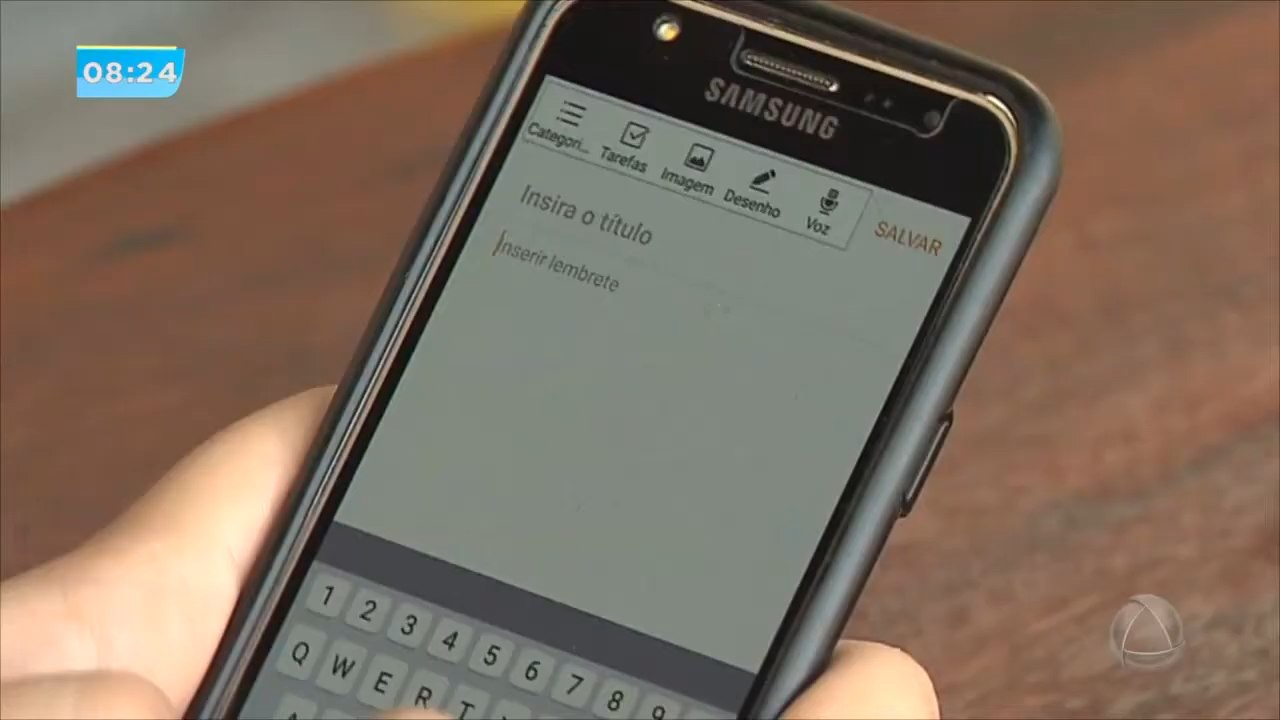 08:24
SAMSUNG
Categori...
Tarefas
Imagem
Desenho
Voz
SALVAR
Insira o título
Inserir lembrete
1 2 3 4 5 6 7 8 9
Q W E R T